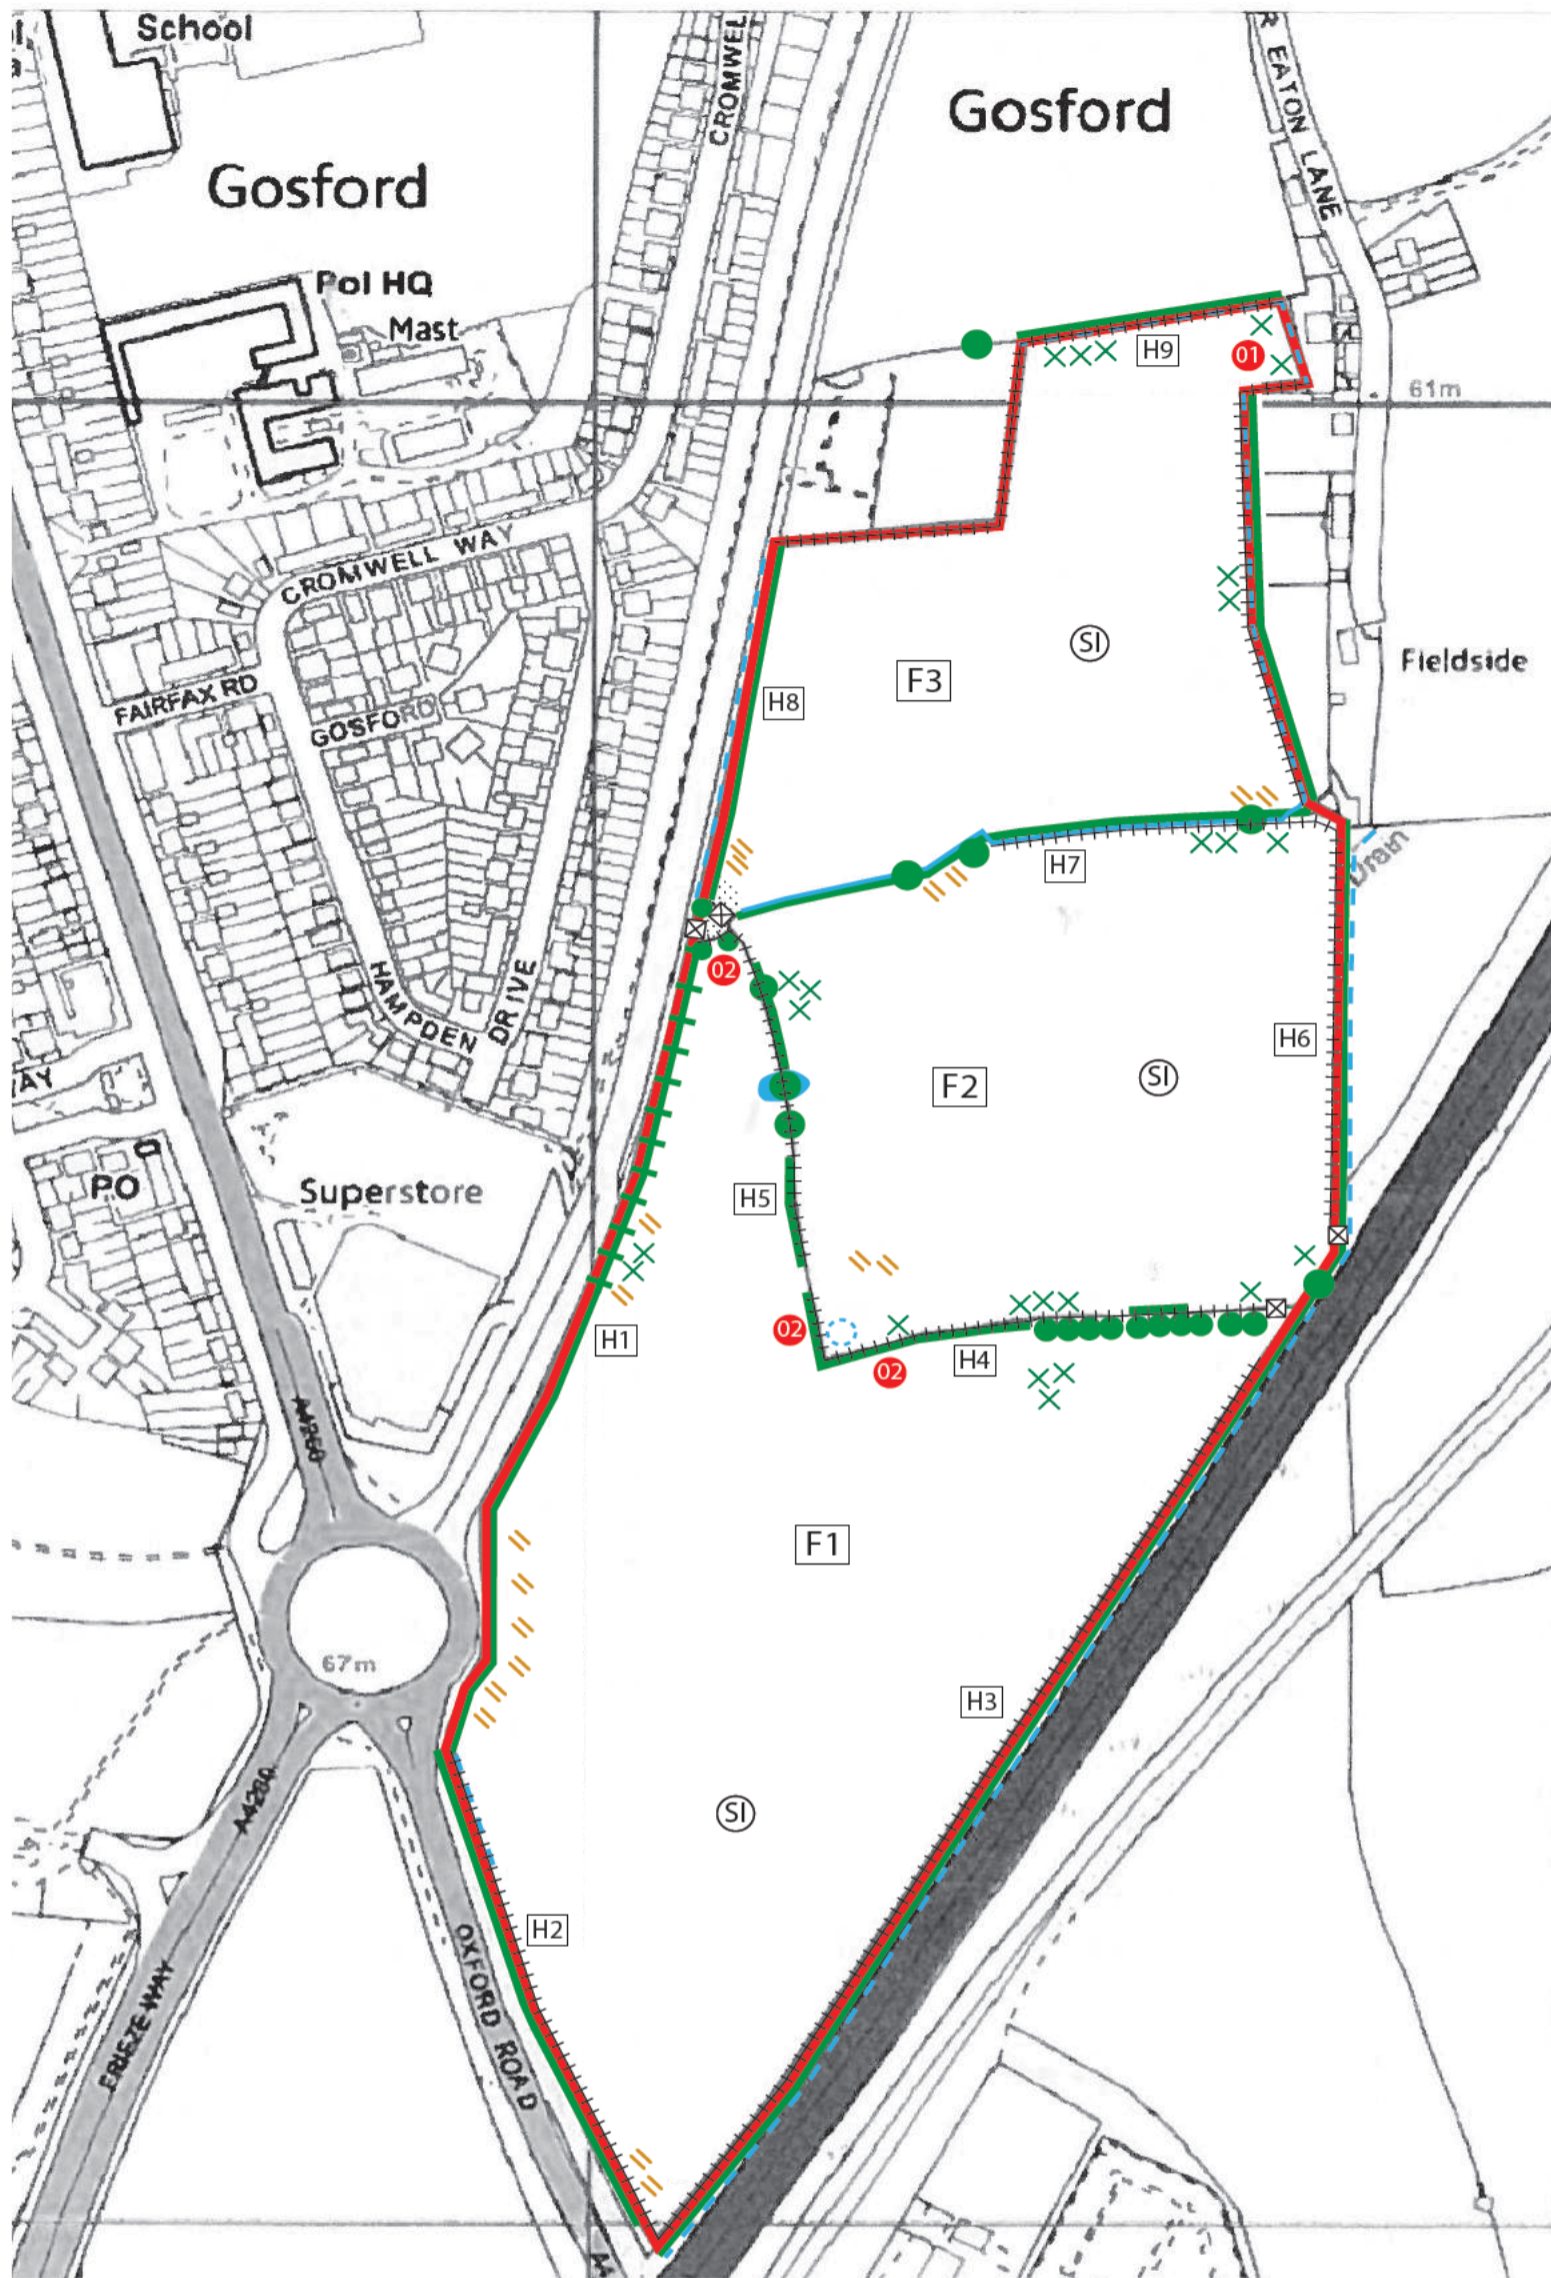 School
CROMWEL
Gosford
R EATON LANE
Gosford
Pol HQ
Mast
H9
01
61m
CROMWELL WAY
Fieldside
SI
F3
FAIRFAX RD
H8
GOSFORD
H7
Drain
02
HAMPDEN DRIVE
H6
F2
SI
AY
PO
Superstore
H5
02
H1
H4
02
A4260
F1
67m
H3
A4260
SI
H2
OXFORD ROAD
FRIEZE WAY
A4